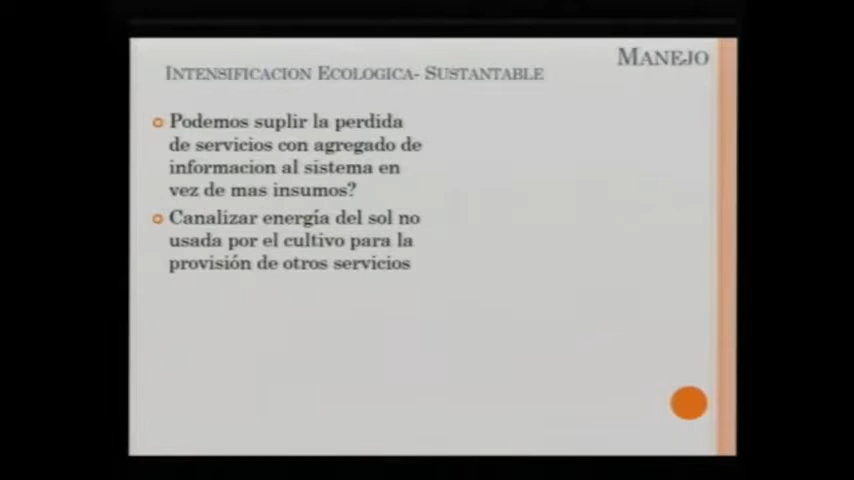 MANEJO
INTENSIFICACION ECOLOGICA- SUSTANTABLE
Podemos suplir la perdida
de servicios con agregado de
informacion al sistema en
vez de mas insumos?
Canalizar energía del sol no
usada por el cultivo para la
provisión de otros servicios